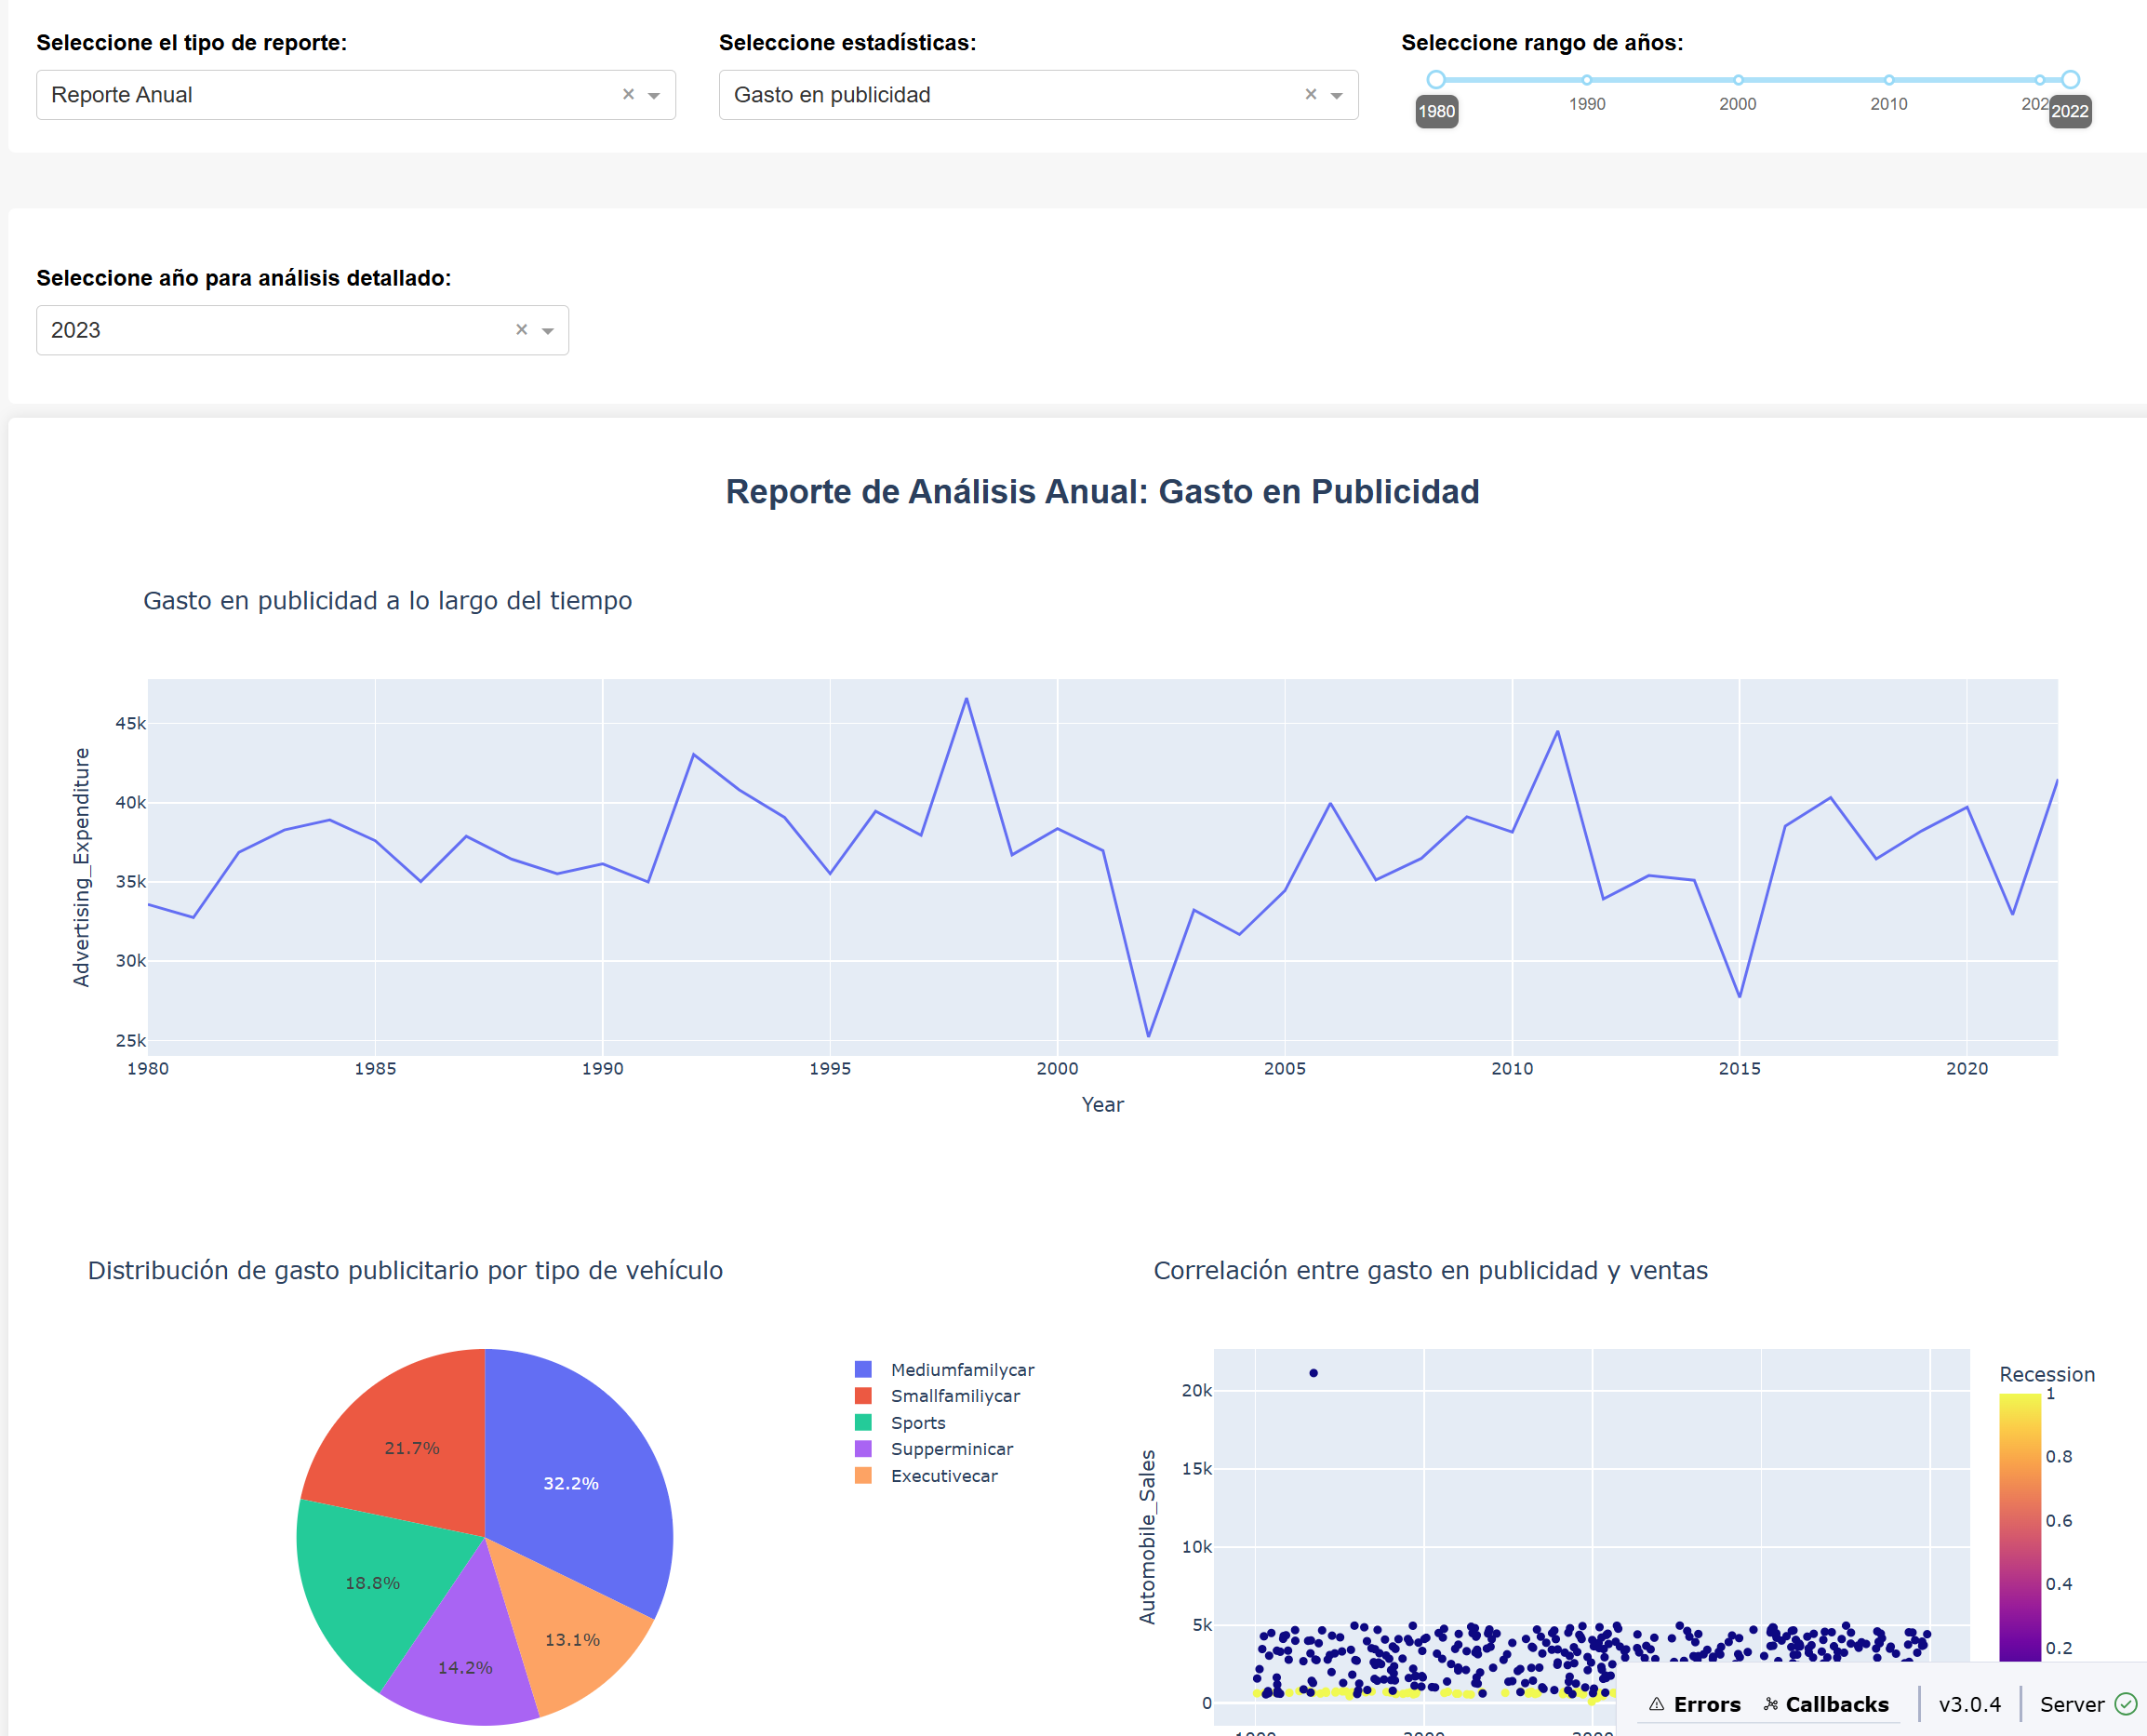 Seleccione el tipo de reporte:
Reporte Anual
Seleccione estadísticas:
Gasto en publicidad
Seleccione rango de años:
1990
2000
2010
1980
2022
Seleccione año para análisis detallado:
2023
Reporte de Análisis Anual: Gasto en Publicidad
Gasto en publicidad a lo largo del tiempo
Advertising_Expenditure
45k
40k
35k
30k
25k
1980
1985
1990
1995
2000
2005
2010
2015
2020
Year
Distribución de gasto publicitario por tipo de vehículo
32.2%
21.7%
18.8%
14.2%
13.1%
Mediumfamilycar
Smallfamiliycar
Sports
Supperminicar
Executivecar
Correlación entre gasto en publicidad y ventas
Automobile_Sales
20k
15k
10k
5k
0
Recession
1
0.8
0.6
0.4
0.2
Errors
Callbacks
v3.0.4
Server